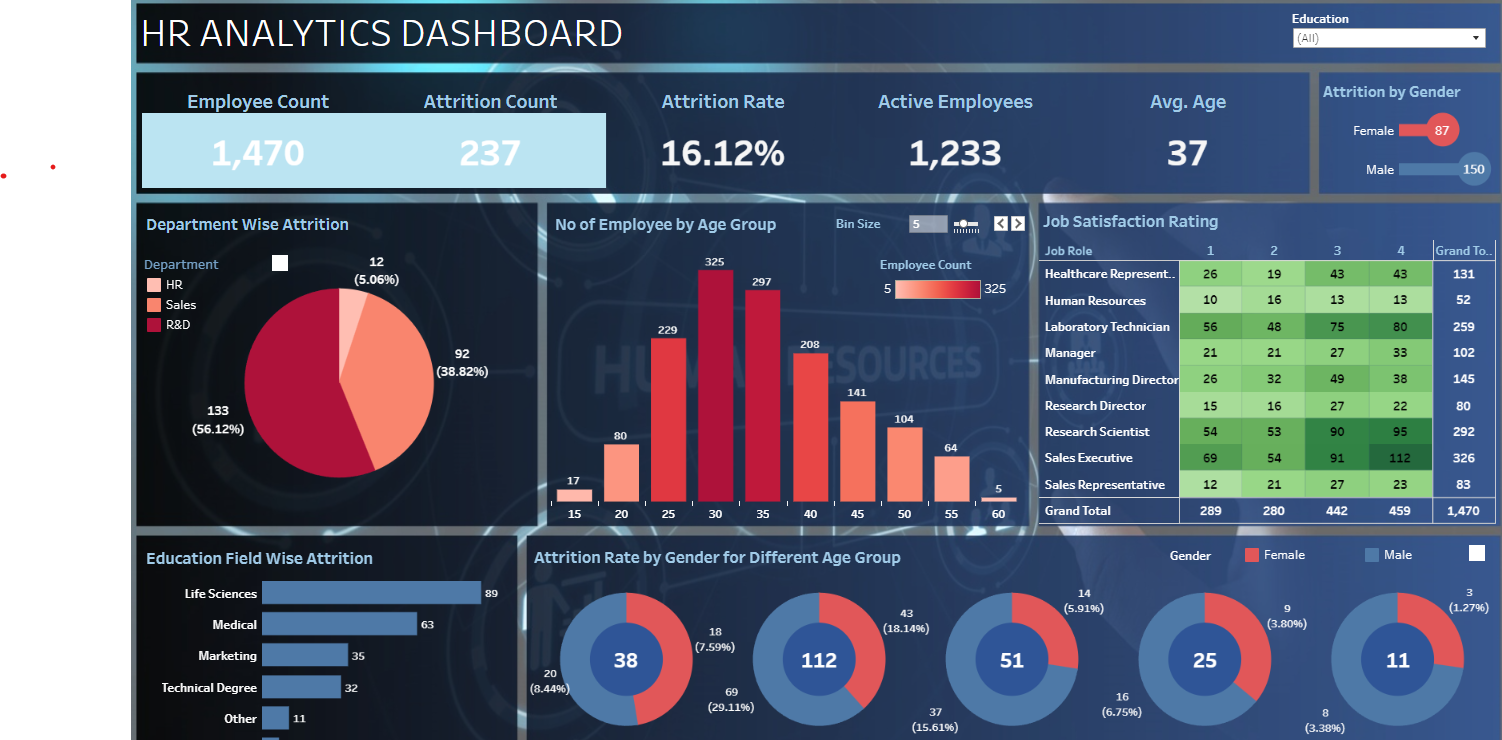 HR ANALYTICS DASHBOARD
Education
(All)
Employee Count
Attrition Count
Attrition Rate
Active Employees
Avg. Age
1,470
237
16.12%
1,233
37
Attrition by Gender
Female 87
Male 150
Department Wise Attrition
Department
HR
Sales
R&D
12
(5.06%)
92
(38.82%)
133
(56.12%)
No of Employee by Age Group
Bin Size 5
Employee Count
5 325
17
80
229
325
297
208
141
104
64
5
15 20 25 30 35 40 45 50 55 60
HUMAN RESOURCES
Job Satisfaction Rating
Job Role 1 2 3 4 Grand To..
Healthcare Represent.. 26 19 43 43 131
Human Resources 10 16 13 13 52
Laboratory Technician 56 48 75 80 259
Manager 21 21 27 33 102
Manufacturing Director 26 32 49 38 145
Research Director 15 16 27 22 80
Research Scientist 54 53 90 95 292
Sales Executive 69 54 91 112 326
Sales Representative 12 21 27 23 83
Grand Total 289 280 442 459 1,470
Education Field Wise Attrition
Life Sciences 89
Medical 63
Marketing 35
Technical Degree 32
Other 11
Attrition Rate by Gender for Different Age Group
Gender Female Male
38
18
(7.59%)
20
(8.44%)
112
43
(18.14%)
69
(29.11%)
51
14
(5.91%)
37
(15.61%)
25
9
(3.80%)
16
(6.75%)
11
3
(1.27%)
8
(3.38%)